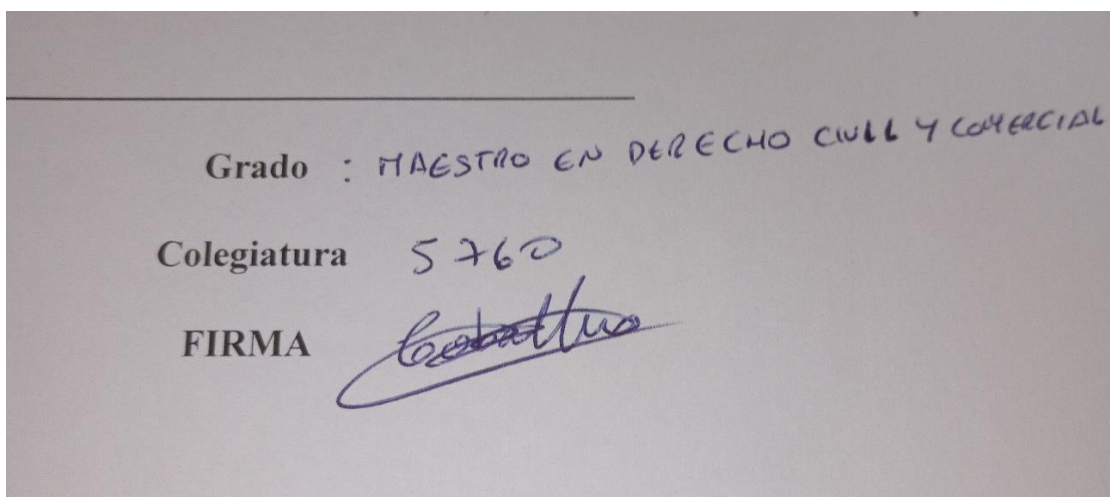 Grado : MAESTRO EN DERECHO CIVIL Y COMERCIAL
Colegiatura 5760
FIRMA